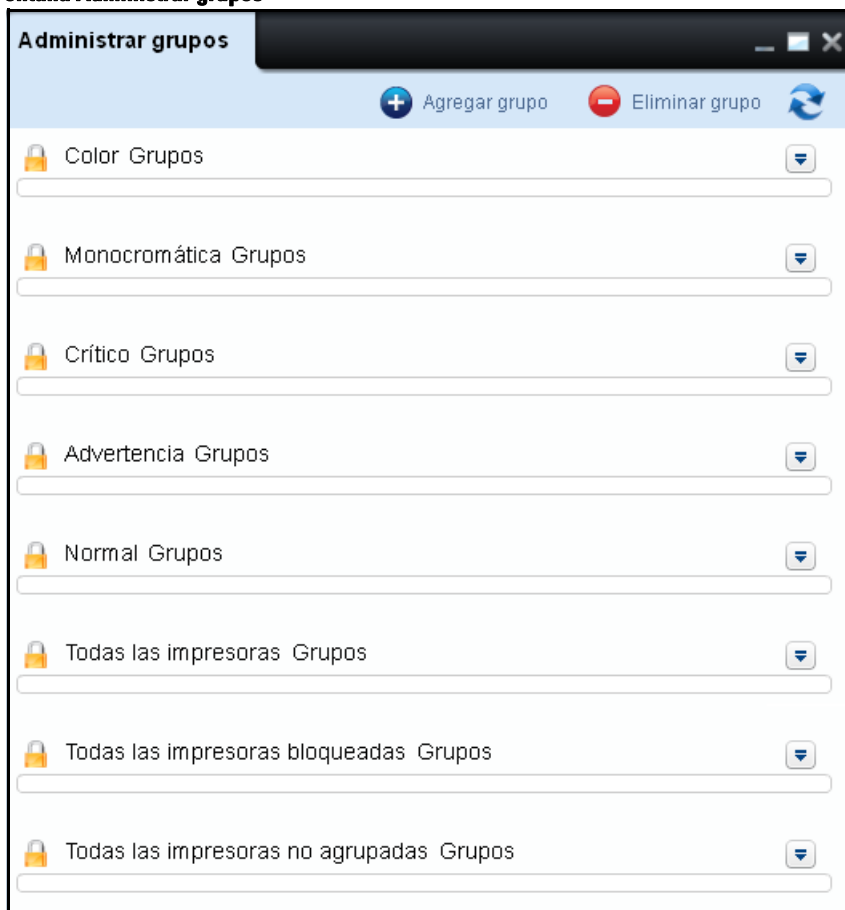 Administrar grupos
Agregar grupo Eliminar grupo
Color Grupos
Monocromática Grupos
Crítico Grupos
Advertencia Grupos
Normal Grupos
Todas las impresoras Grupos
Todas las impresoras bloqueadas Grupos
Todas las impresoras no agrupadas Grupos